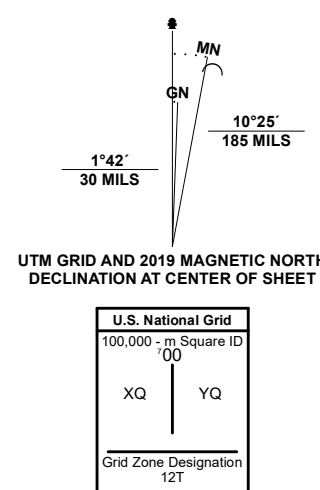 MN
GN
10°25´
185 MILS
1°42´
30 MILS
UTM GRID AND 2019 MAGNETIC NORTH
DECLINATION AT CENTER OF SHEET
U.S. National Grid
100,000 - m Square ID
⁷00
XQ YQ
Grid Zone Designation
12T